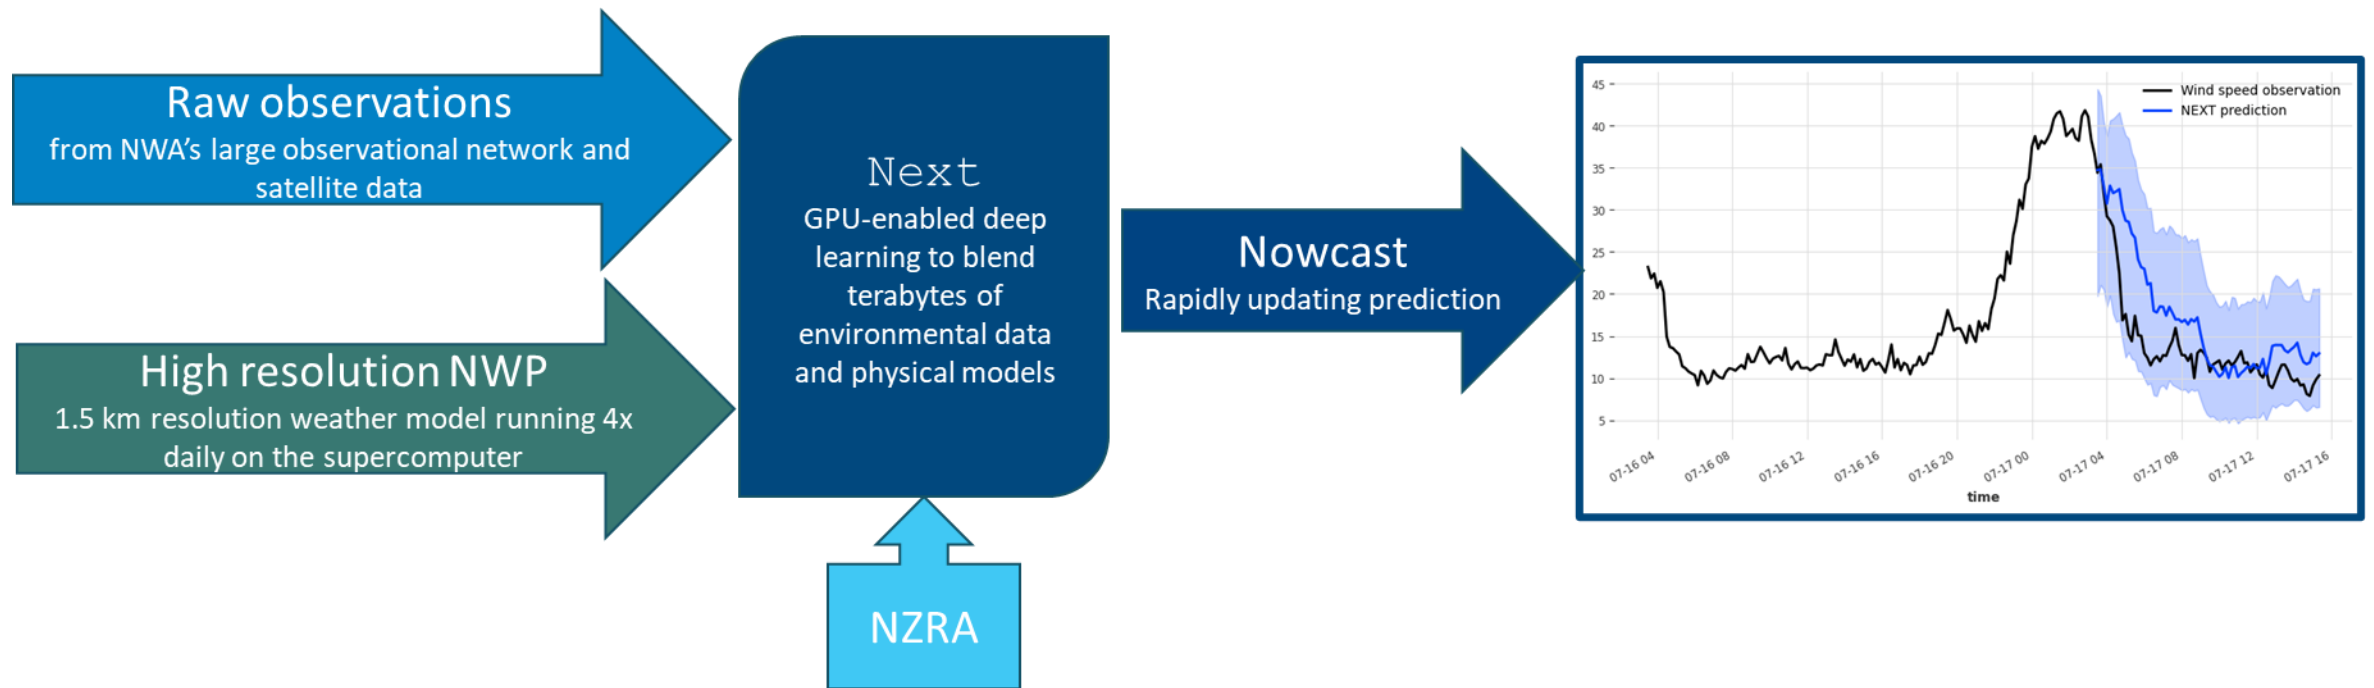 Raw observations
from NWA's large observational network and
satellite data
High resolution NWP
1.5 km resolution weather model running 4x
daily on the supercomputer
Next
GPU-enabled deep
learning to blend
terabytes of
environmental data
and physical models
NZRA
Nowcast
Rapidly updating prediction
Wind speed observation
NEXT prediction
45
40
35
30
25
20
15
10
5
07-16 04
07-16 08
07-16 12
07-16 16
07-16 20
07-17 00
07-17 04
07-17 08
07-17 12
07-17 16
time